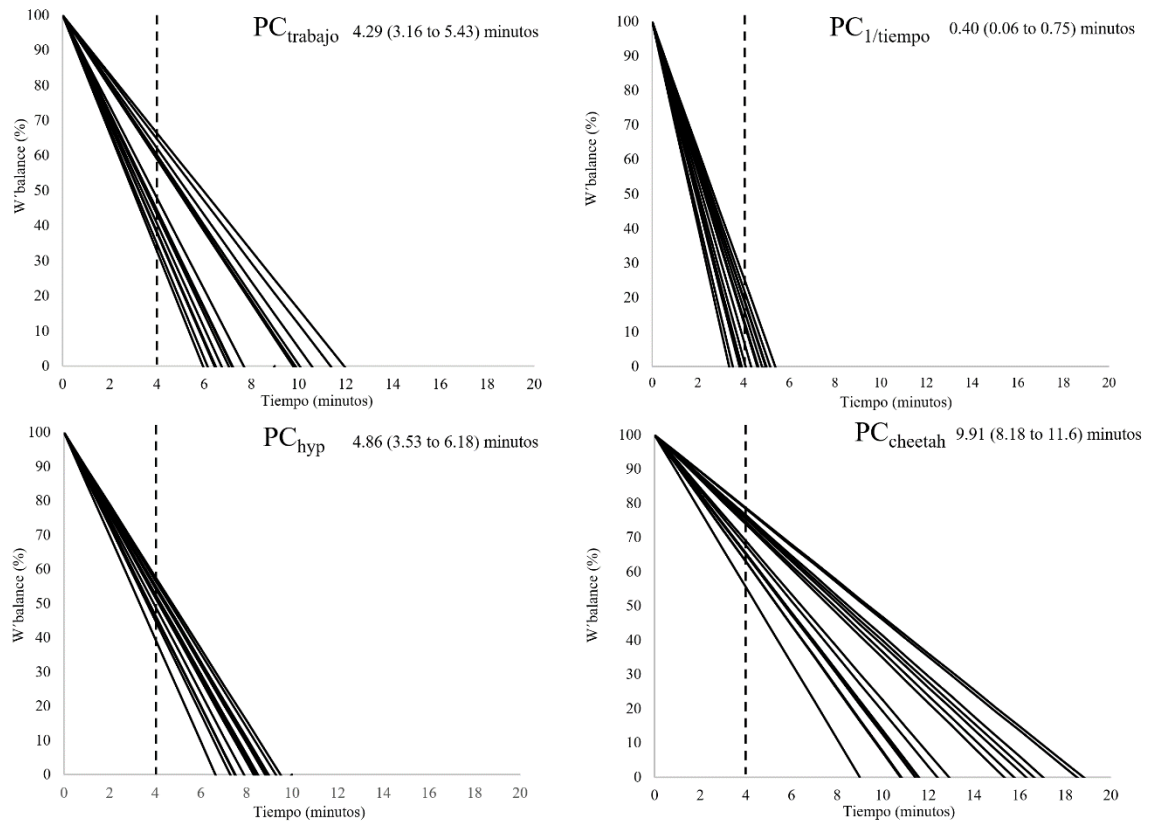 PCtrabajo 4.29 (3.16 to 5.43) minutos
100
90
80
70
60
50
40
30
20
10
0
W´balance (%)
0 2 4 6 8 10 12 14 16 18 20
Tiempo (minutos)
PC1/tiempo 0.40 (0.06 to 0.75) minutos
100
90
80
70
60
50
40
30
20
10
0
W´balance (%)
0 2 4 6 8 10 12 14 16 18 20
Tiempo (minutos)
PChyp 4.86 (3.53 to 6.18) minutos
100
90
80
70
60
50
40
30
20
10
0
W´balance (%)
0 2 4 6 8 10 12 14 16 18 20
Tiempo (minutos)
PCcheetah 9.91 (8.18 to 11.6) minutos
100
90
80
70
60
50
40
30
20
10
0
W´balance (%)
0 2 4 6 8 10 12 14 16 18 20
Tiempo (minutos)